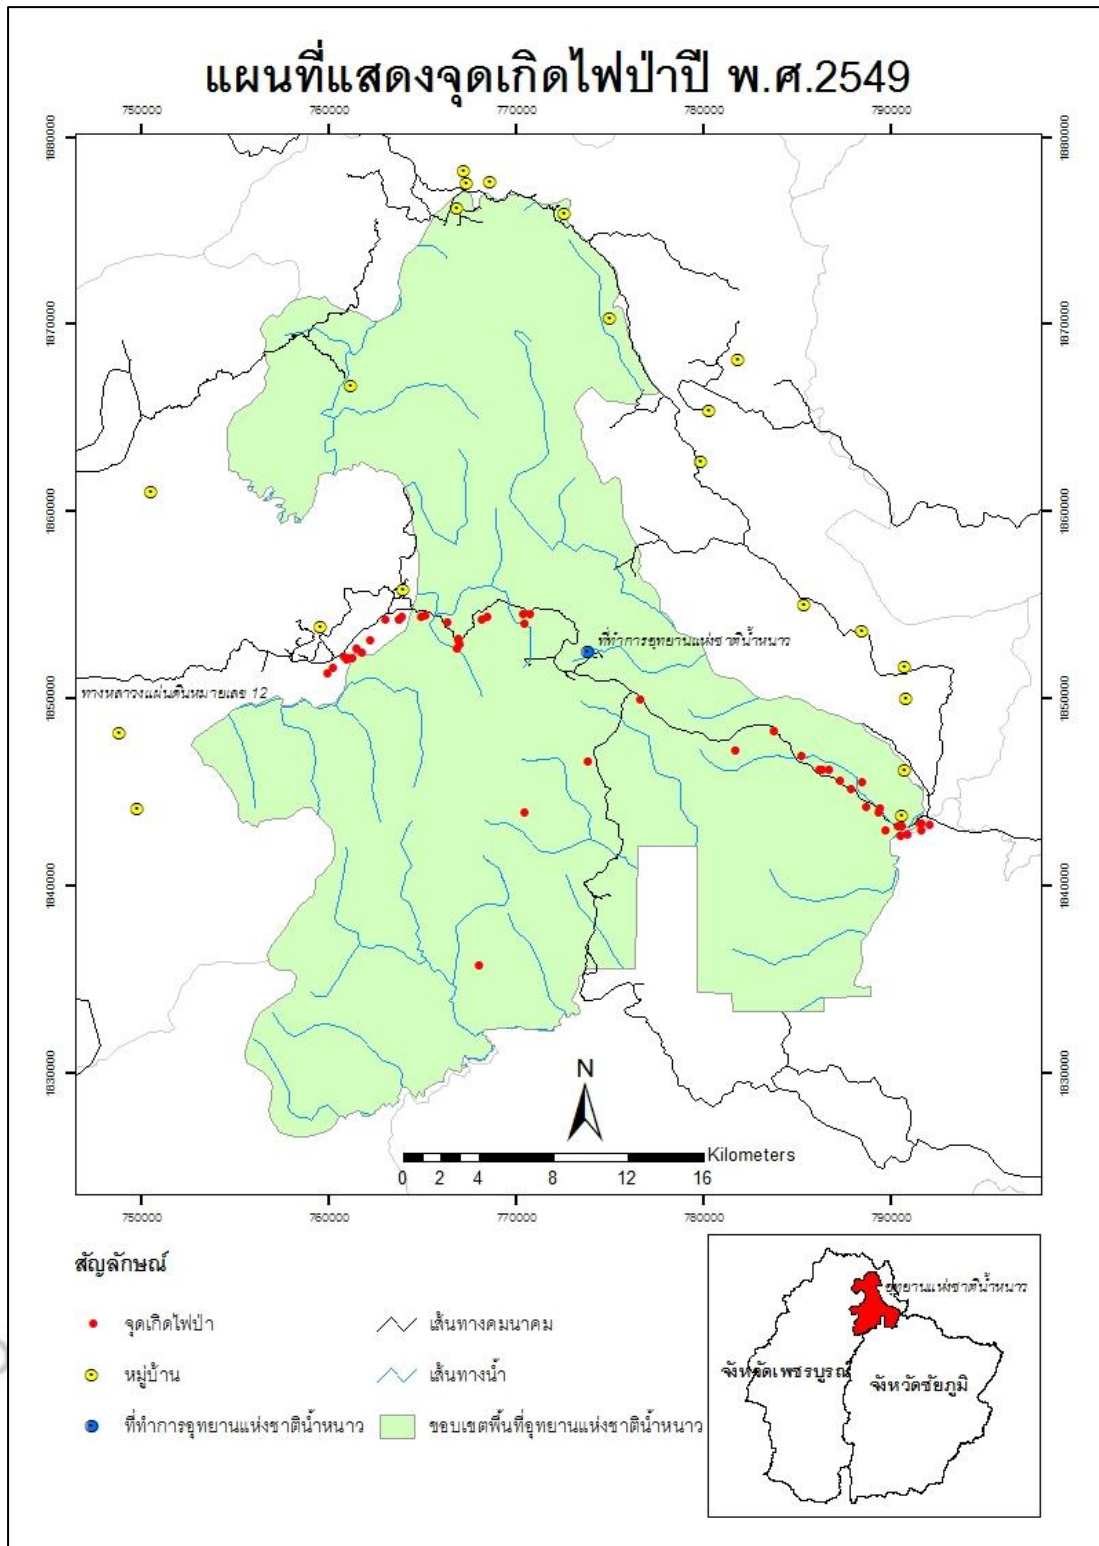 แผนที่แสดงจุดเกิดไฟป่าปี พ.ศ.2549
750000 760000 770000 780000 790000
1880000 1880000
1870000 1870000
1860000 1860000
ที่ทำการอุทยานแห่งชาติน้ำหนาว
ทางหลวงแผ่นดินหมายเลข 12
1850000 1850000
1840000 1840000
1830000 1830000
N
Kilometers
0 2 4 8 12 16
750000 760000 770000 780000 790000
สัญลักษณ์
จุดเกิดไฟป่า
เส้นทางคมนาคม
หมู่บ้าน
เส้นทางน้ำ
ที่ทำการอุทยานแห่งชาติน้ำหนาว
ขอบเขตพื้นที่อุทยานแห่งชาติน้ำหนาว
อุทยานแห่งชาติน้ำหนาว
จังหวัดเพชรบูรณ์
จังหวัดชัยภูมิ